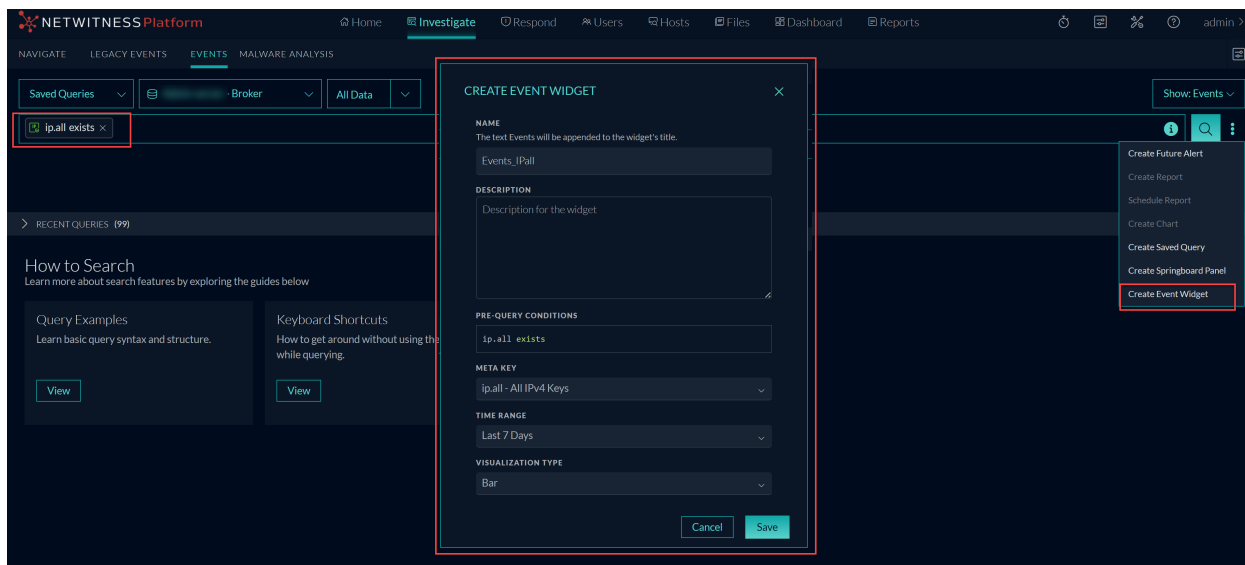 NETWITNESS Platform
Home
Investigate
Respond
Users
Hosts
Files
Dashboard
Reports
admin >
NAVIGATE
LEGACY EVENTS
EVENTS
MALWARE ANALYSIS
Saved Queries
- Broker
All Data
Show: Events
ip.all exists ×
RECENT QUERIES (99)
How to Search
Learn more about search features by exploring the guides below
Query Examples
Learn basic query syntax and structure.
View
Keyboard Shortcuts
How to get around without using the
while querying.
View
CREATE EVENT WIDGET
NAME
The text Events will be appended to the widget's title.
Events_IPall
DESCRIPTION
Description for the widget
PRE-QUERY CONDITIONS
ip.all exists
META KEY
ip.all - All IPv4 Keys
TIME RANGE
Last 7 Days
VISUALIZATION TYPE
Bar
Cancel
Save
Create Future Alert
Create Report
Schedule Report
Create Chart
Create Saved Query
Create Springboard Panel
Create Event Widget